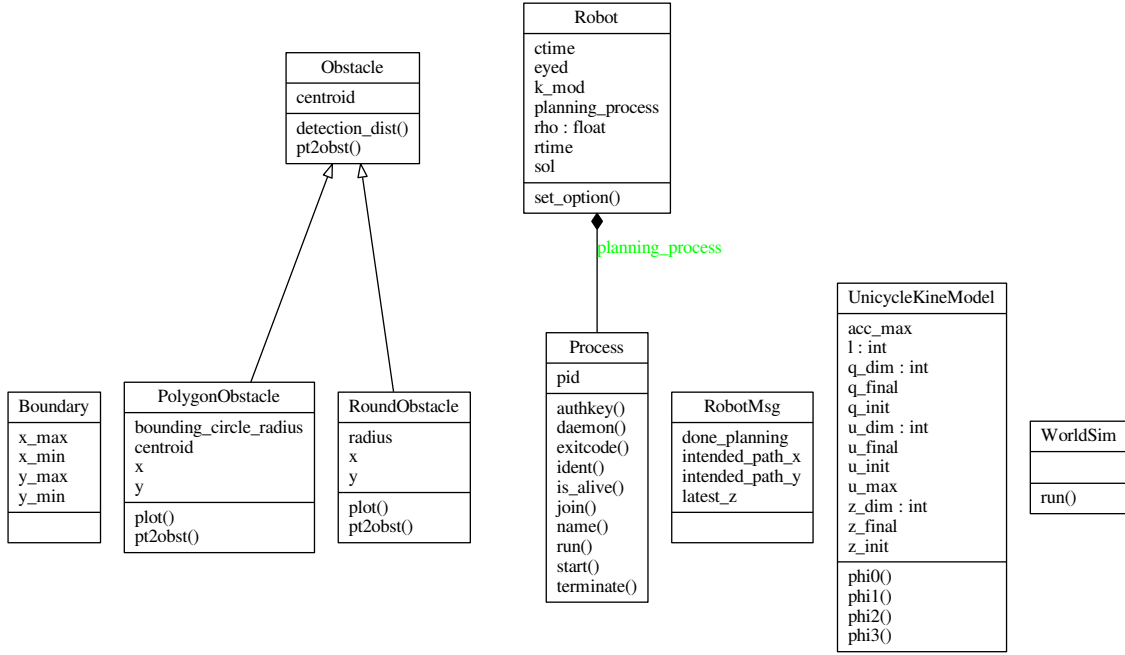 Robot
ctime
eyed
k_mod
planning_process
rho : float
rtime
sol
set_option()
Obstacle
centroid
detection_dist()
pt2obst()
planning_process
Boundary
x_max
x_min
y_max
y_min
PolygonObstacle
bounding_circle_radius
centroid
x
y
plot()
pt2obst()
RoundObstacle
radius
x
y
plot()
pt2obst()
Process
pid
authkey()
daemon()
exitcode()
ident()
is_alive()
join()
name()
run()
start()
terminate()
RobotMsg
done_planning
intended_path_x
intended_path_y
latest_z
UnicycleKineModel
acc_max
l : int
q_dim : int
q_final
q_init
u_dim : int
u_final
u_init
u_max
z_dim : int
z_final
z_init
phi0()
phi1()
phi2()
phi3()
WorldSim
run()